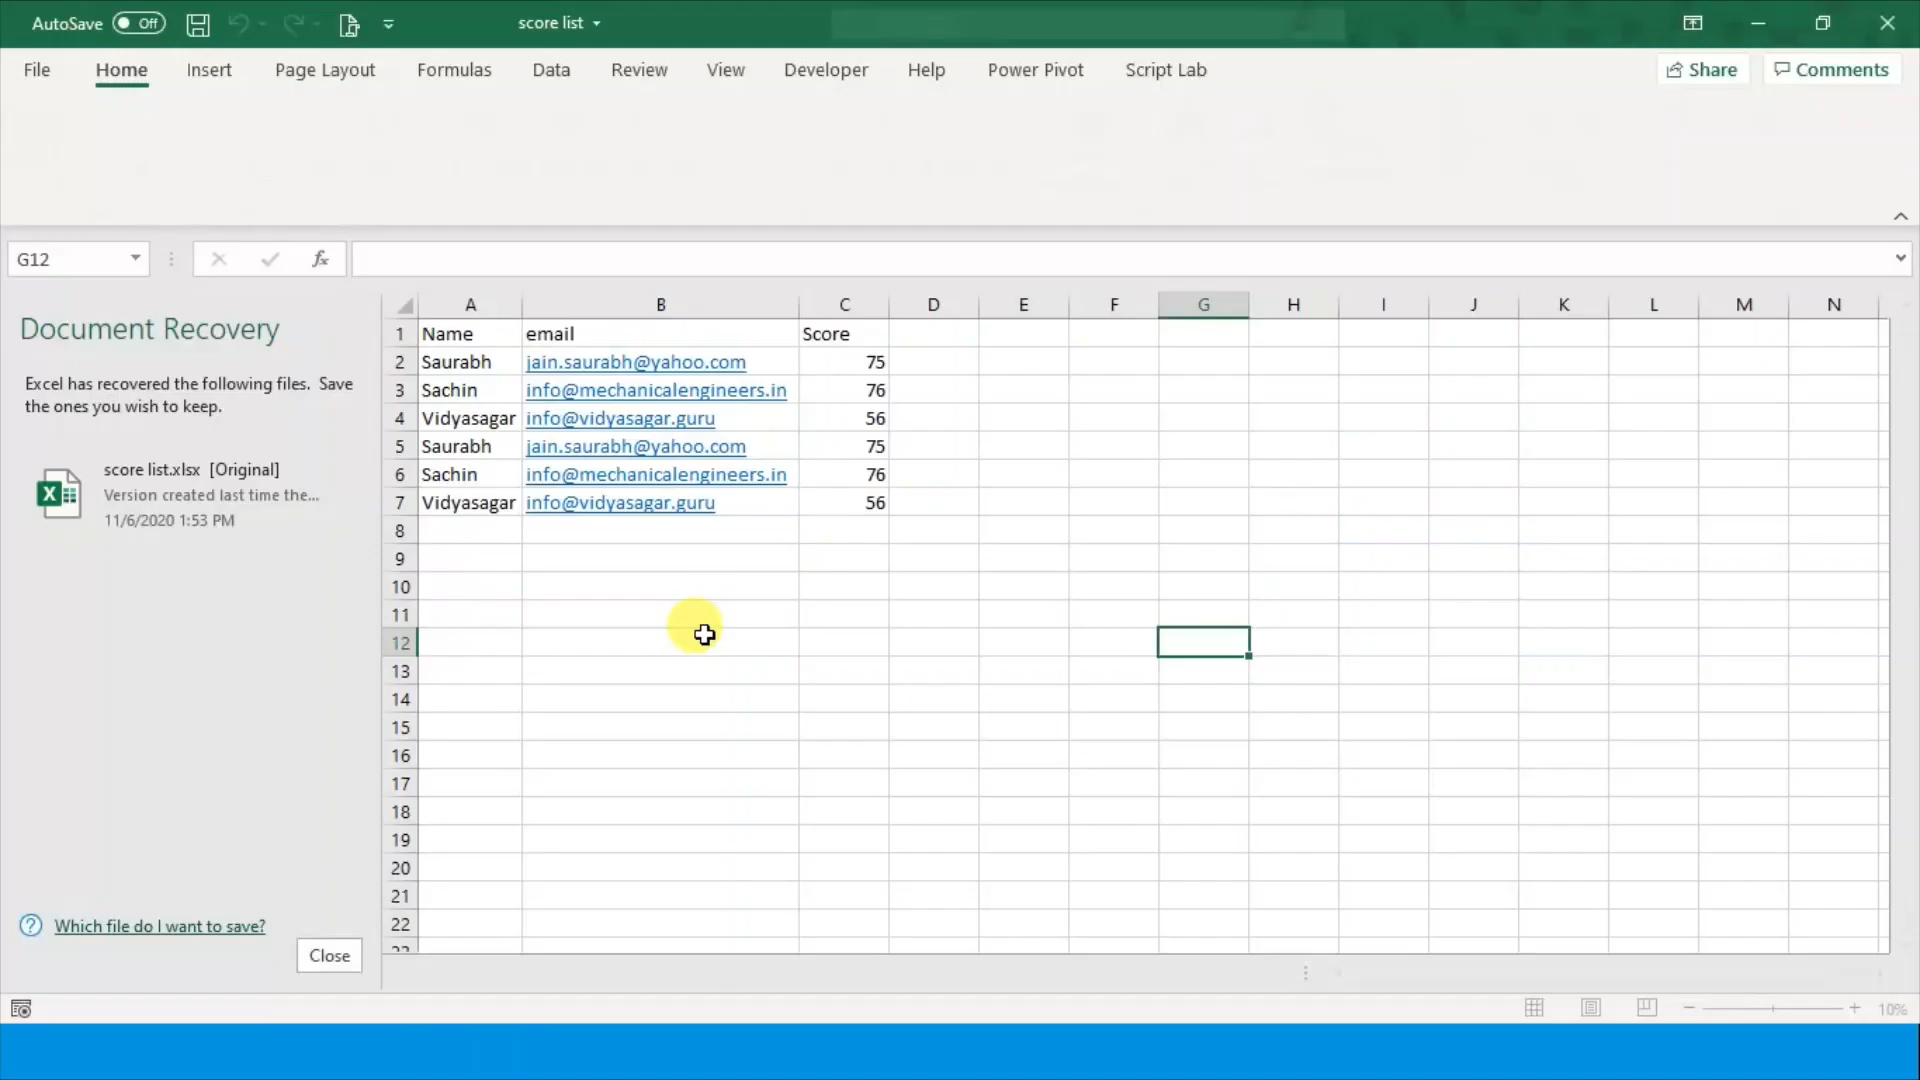 AutoSave Off score list
File Home Insert Page Layout Formulas Data Review View Developer Help Power Pivot Script Lab Share Comments
G12 fx
Document Recovery
Excel has recovered the following files. Save
the ones you wish to keep.
score list.xlsx [Original]
Version created last time the...
11/6/2020 1:53 PM
Which file do I want to save?
Close
A B C D E F G H I J K L M N
1 Name email Score
2 Saurabh jain.saurabh@yahoo.com 75
3 Sachin info@mechanicalengineers.in 76
4 Vidyasagar info@vidyasagar.guru 56
5 Saurabh jain.saurabh@yahoo.com 75
6 Sachin info@mechanicalengineers.in 76
7 Vidyasagar info@vidyasagar.guru 56
8
9
10
11
12
13
14
15
16
17
18
19
20
21
22
23
10%